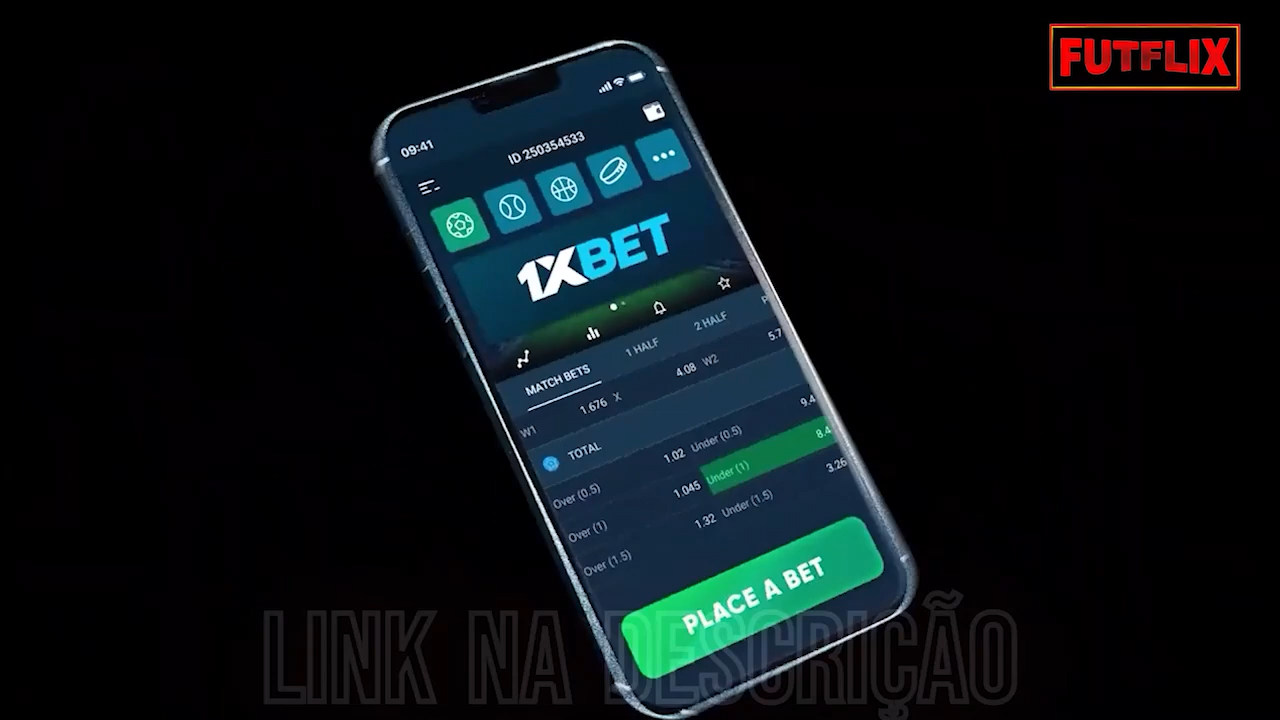 FUTFLIX
09:41
ID 250354533
1XBET
MATCH BETS
1 HALF
2 HALF
W1 1.676 X 4.08 W2 5.7
TOTAL
Over (0.5) 1.02 Under (0.5) 9.4
Over (1) 1.045 Under (1) 8.4
Over (1.5) 1.32 Under (1.5) 3.26
PLACE A BET
LINK NA DESCRIÇÃO